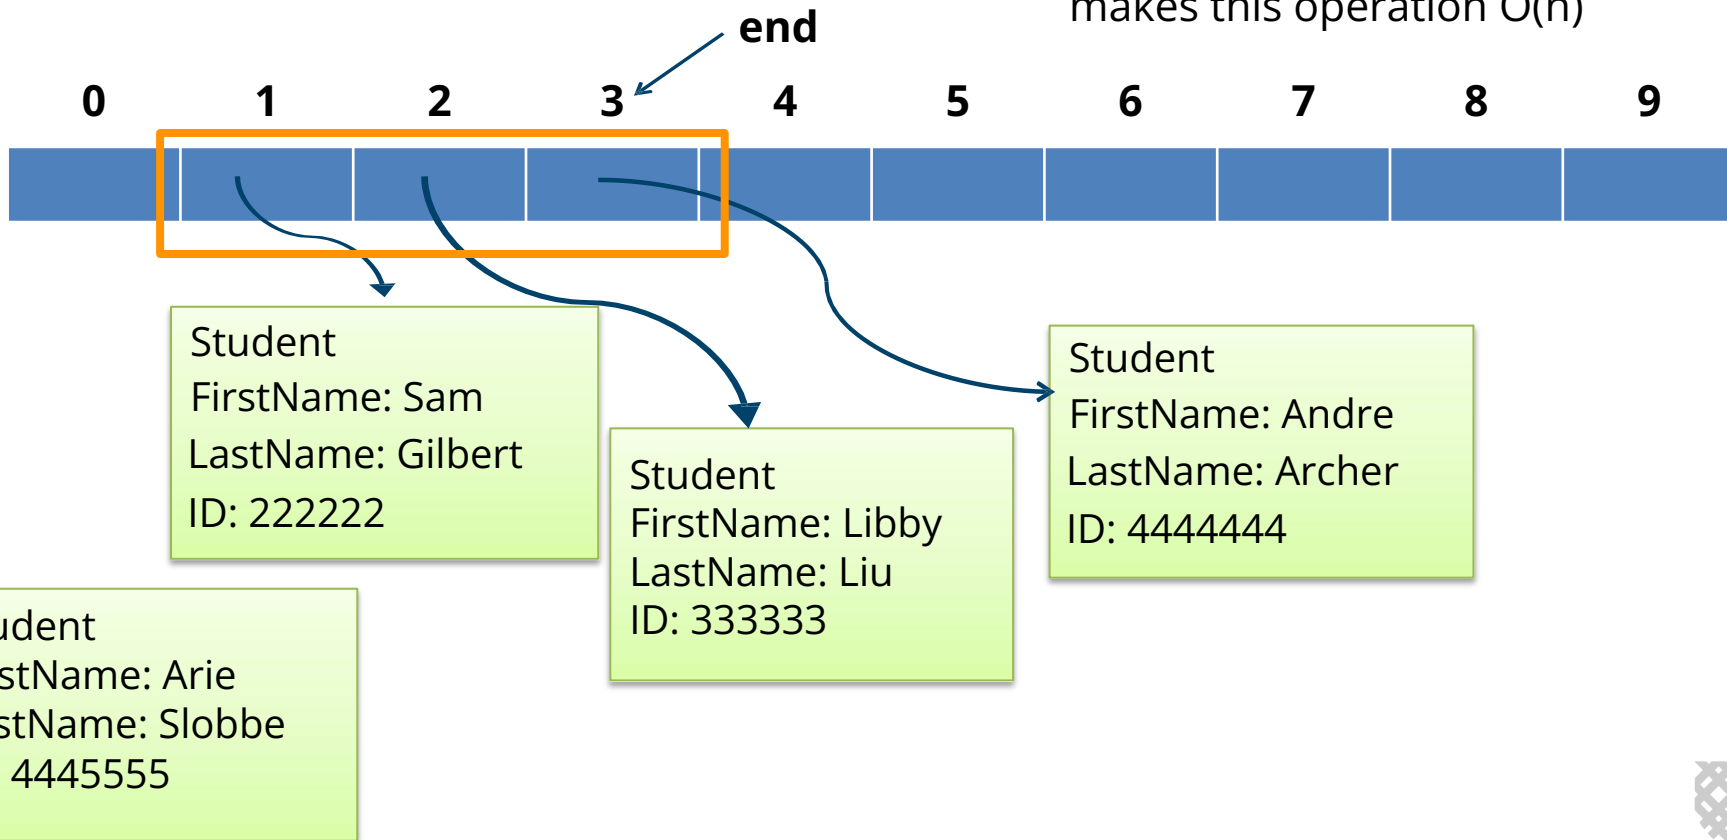 makes this operation O(n)
end
0 1 2 3 4 5 6 7 8 9
Student
FirstName: Sam
LastName: Gilbert
ID: 222222
Student
FirstName: Libby
LastName: Liu
ID: 333333
Student
FirstName: Andre
LastName: Archer
ID: 4444444
udent
stName: Arie
stName: Slobbe
4445555